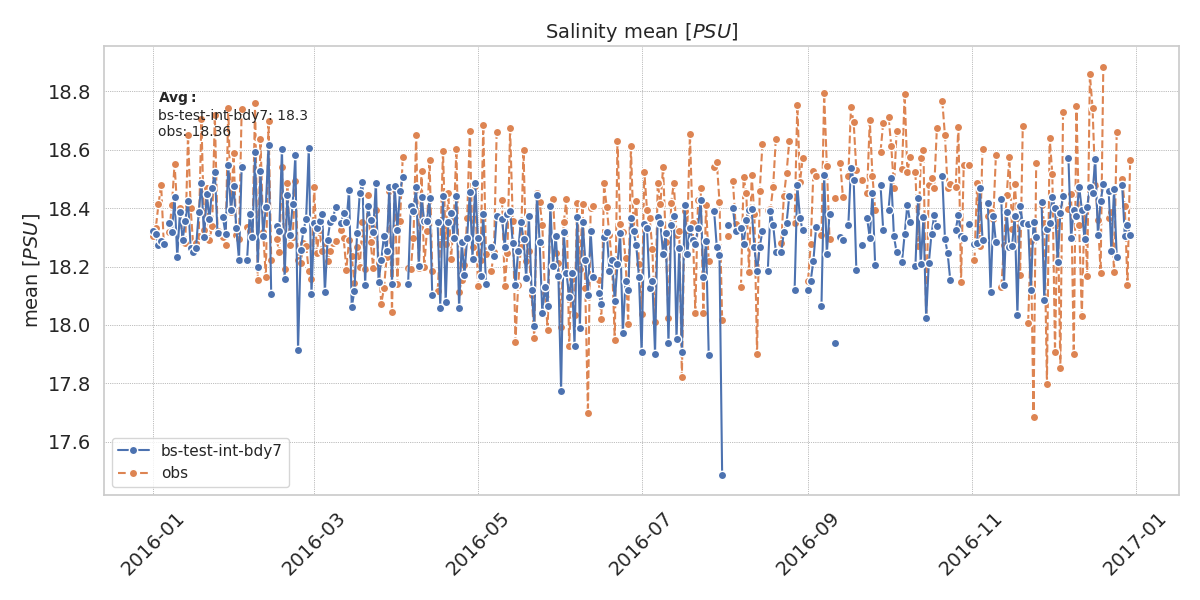 Salinity mean [PSU]
mean [PSU]
18.8
18.6
18.4
18.2
18.0
17.8
17.6
Avg:
bs-test-int-bdy7: 18.3
obs: 18.36
bs-test-int-bdy7
obs
2016-01
2016-03
2016-05
2016-07
2016-09
2016-11
2017-01